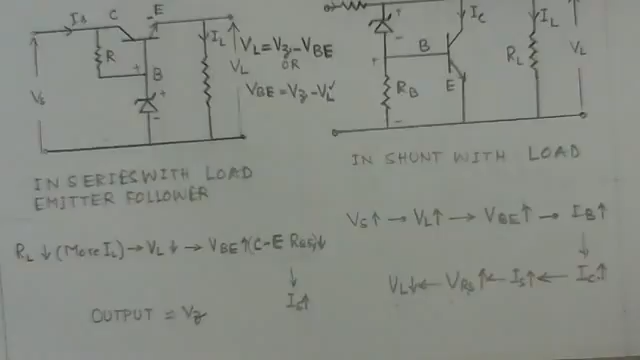 Is C E
R
B
+
+
-
Vs
IL
VL
VL = Vz - VBE
OR
VBE = Vz - VL
IN SERIES WITH LOAD
EMITTER FOLLOWER
RL ↓ (MORE IL) → VL ↓ → VBE ↑ (C-E RES) ↓
↓
Is ↑
OUTPUT = Vz
+
-
+
-
B
RB
IC
E
IL
RL
VL
IN SHUNT WITH LOAD
Vs ↑ → VL ↑ → VBE ↑ → IB ↑
↓
VL ↓ ← VRs ↑ ← Is ↑ ← Ic ↑